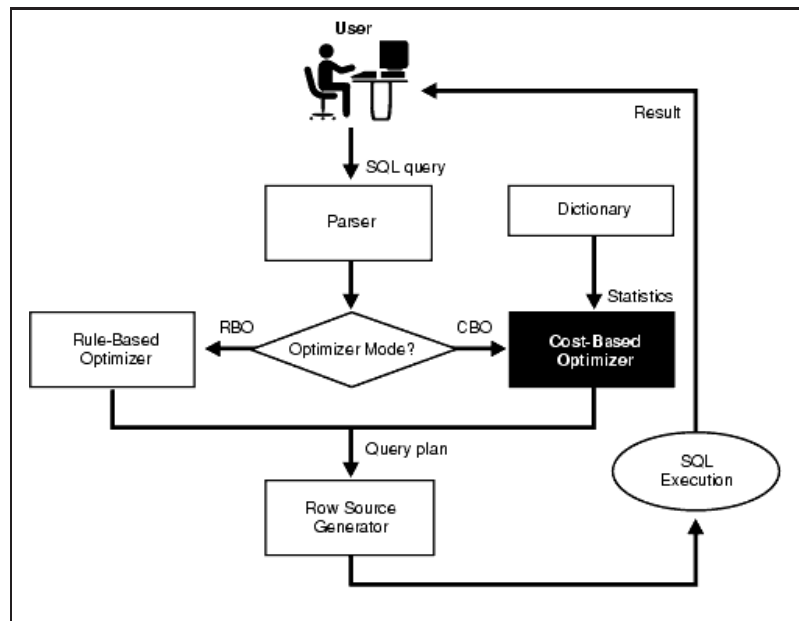 User
Result
SQL query
Parser
Dictionary
Statistics
RBO
CBO
Rule-Based
Optimizer
Optimizer Mode?
Cost-Based
Optimizer
Query plan
SQL
Execution
Row Source
Generator